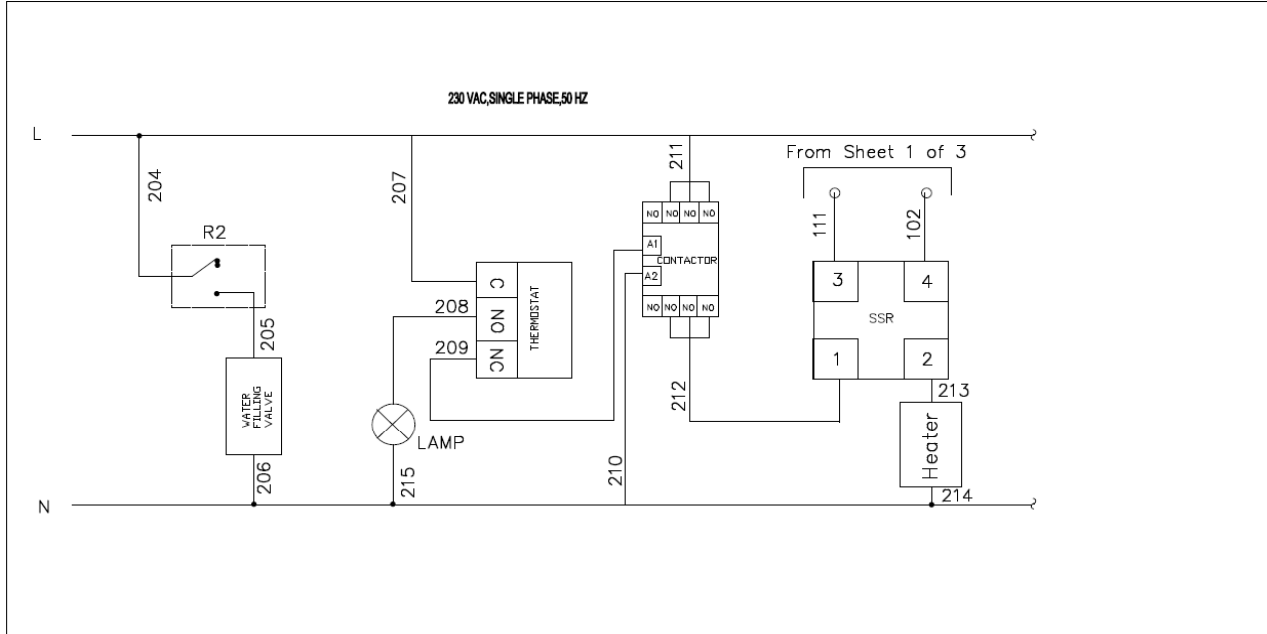 230 VAC,SINGLE PHASE,50 HZ
L
From Sheet 1 of 3
204
207
211
111
102
R2
NO NO NO NO
A1
CONTACTOR
A2
NO NO NO NO
C
NO
NC
THERMOSTAT
208
209
3
4
SSR
1
2
205
WATER
FILLING
VALVE
206
LAMP
215
210
212
213
Heater
214
N